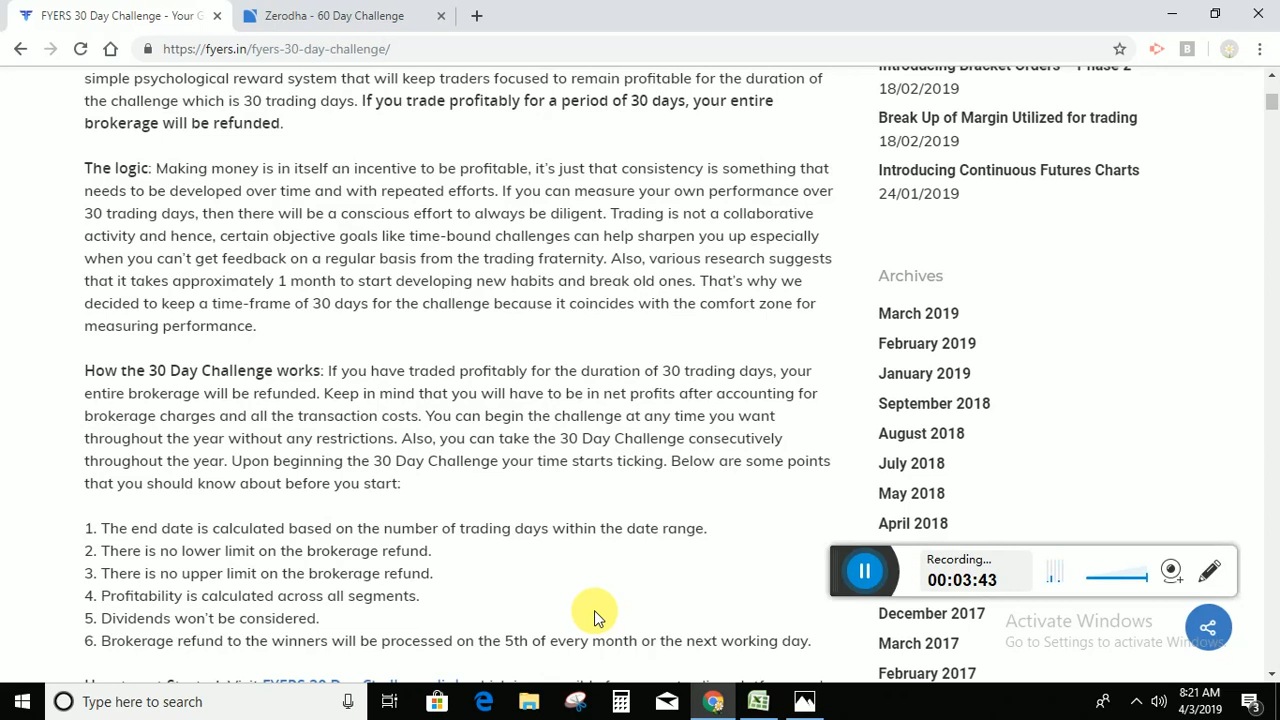 FYERS 30 Day Challenge - Your G
Zerodha - 60 Day Challenge
https://fyers.in/fyers-30-day-challenge/
simple psychological reward system that will keep traders focused to remain profitable for the duration of
the challenge which is 30 trading days. If you trade profitably for a period of 30 days, your entire
brokerage will be refunded.
The logic: Making money is in itself an incentive to be profitable, it's just that consistency is something that
needs to be developed over time and with repeated efforts. If you can measure your own performance over
30 trading days, then there will be a conscious effort to always be diligent. Trading is not a collaborative
activity and hence, certain objective goals like time-bound challenges can help sharpen you up especially
when you can't get feedback on a regular basis from the trading fraternity. Also, various research suggests
that it takes approximately 1 month to start developing new habits and break old ones. That's why we
decided to keep a time-frame of 30 days for the challenge because it coincides with the comfort zone for
measuring performance.
How the 30 Day Challenge works: If you have traded profitably for the duration of 30 trading days, your
entire brokerage will be refunded. Keep in mind that you will have to be in net profits after accounting for
brokerage charges and all the transaction costs. You can begin the challenge at any time you want
throughout the year without any restrictions. Also, you can take the 30 Day Challenge consecutively
throughout the year. Upon beginning the 30 Day Challenge your time starts ticking. Below are some points
that you should know about before you start:
1. The end date is calculated based on the number of trading days within the date range.
2. There is no lower limit on the brokerage refund.
3. There is no upper limit on the brokerage refund.
4. Profitability is calculated across all segments.
5. Dividends won't be considered.
6. Brokerage refund to the winners will be processed on the 5th of every month or the next working day.
Introducing Bracket Orders – Phase 2
18/02/2019
Break Up of Margin Utilized for trading
18/02/2019
Introducing Continuous Futures Charts
24/01/2019
Archives
March 2019
February 2019
January 2019
September 2018
August 2018
July 2018
May 2018
April 2018
Recording...
00:03:43
December 2017
March 2017
February 2017
Activate Windows
Go to Settings to activate Windows.
Type here to search
8:21 AM
4/3/2019
3